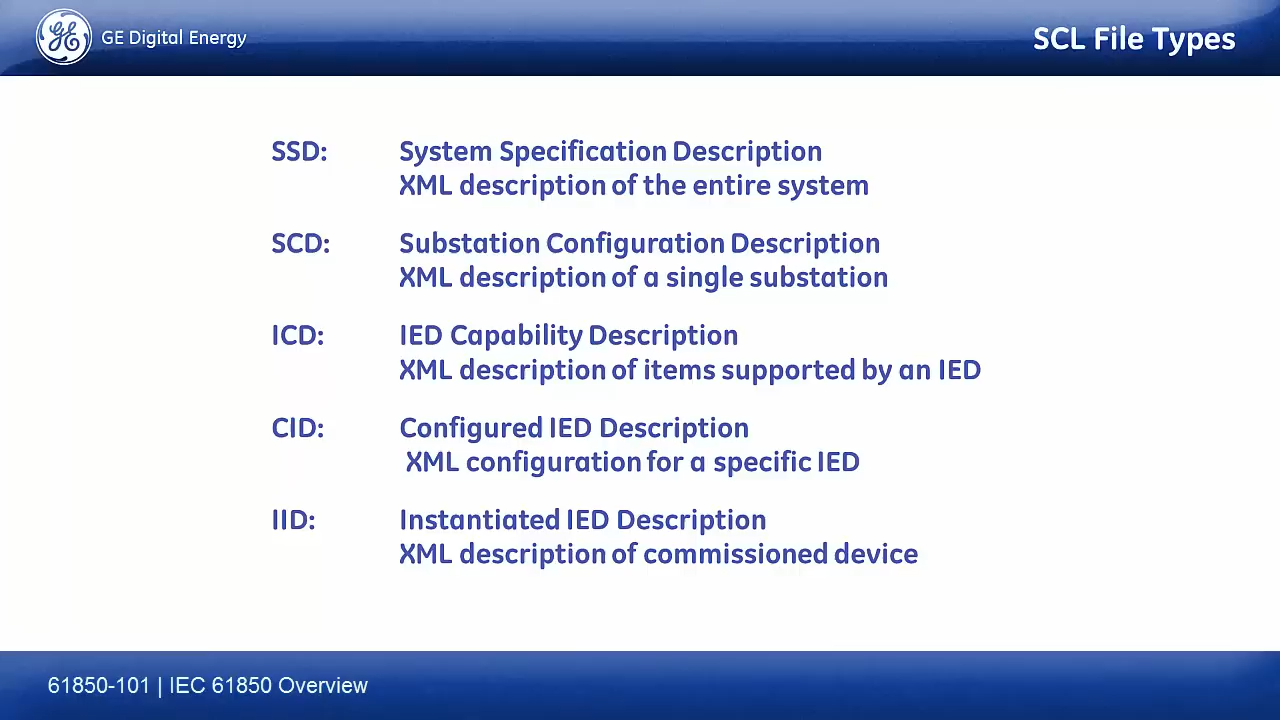 GE Digital Energy
SCL File Types
SSD: System Specification Description
XML description of the entire system
SCD: Substation Configuration Description
XML description of a single substation
ICD: IED Capability Description
XML description of items supported by an IED
CID: Configured IED Description
XML configuration for a specific IED
IID: Instantiated IED Description
XML description of commissioned device
61850-101 | IEC 61850 Overview